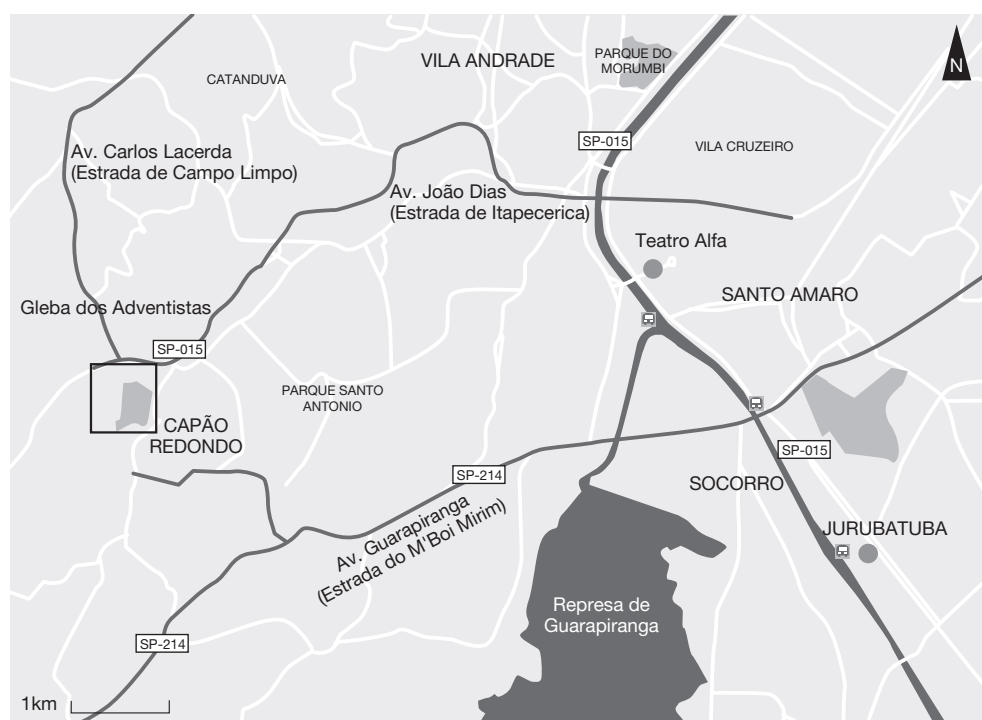 VILA ANDRADE
PARQUE DO
MORUMBI
N
CATANDUVA
SP-015
VILA CRUZEIRO
Av. Carlos Lacerda
(Estrada de Campo Limpo)
Av. João Dias
(Estrada de Itapecerica)
Teatro Alfa
SANTO AMARO
Gleba dos Adventistas
SP-015
PARQUE SANTO
ANTONIO
CAPÃO
REDONDO
SP-015
SP-214
SOCORRO
Av. Guarapiranga
(Estrada do M'Boi Mirim)
JURUBATUBA
Represa de
Guarapiranga
SP-214
1km